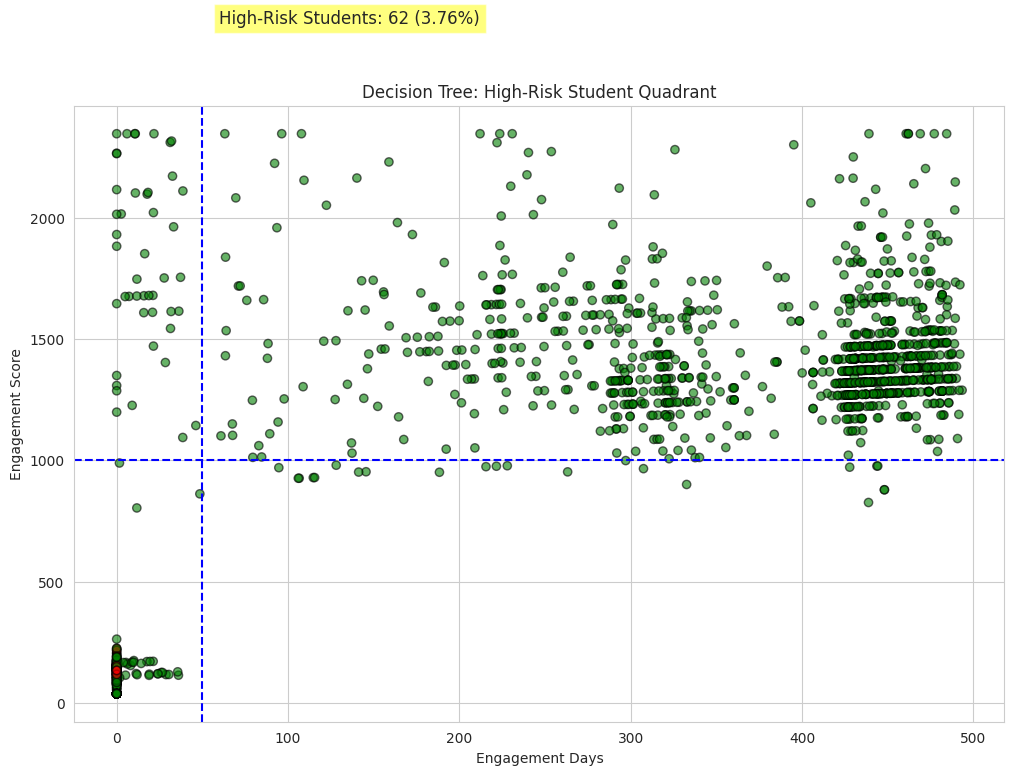 High-Risk Students: 62 (3.76%)
Decision Tree: High-Risk Student Quadrant
Engagement Score
2000
1500
1000
500
0
0 100 200 300 400 500
Engagement Days